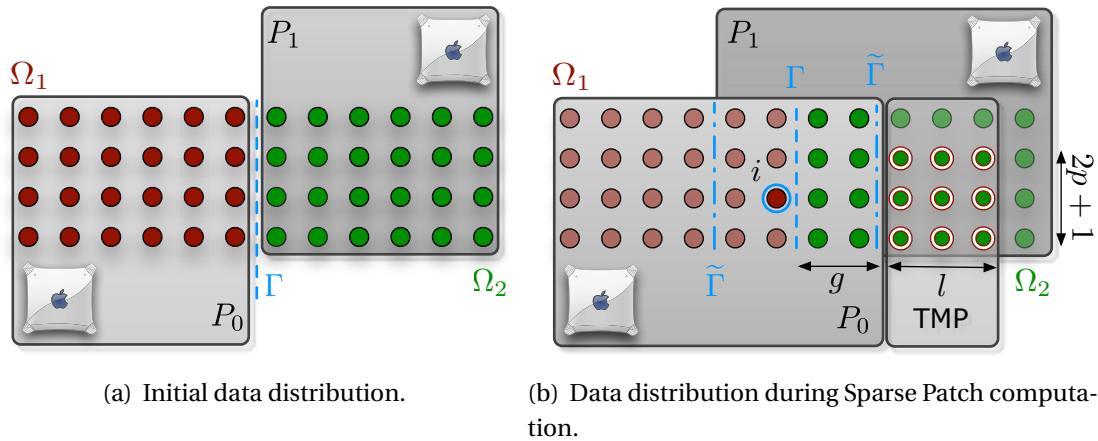 P₁
Ω₁
Γ
Ω₂
P₀
P₁
Ω₁
Γ
Γ̃
i
2p + 1
Γ̃
g
l
Ω₂
P₀
TMP
(a) Initial data distribution.
(b) Data distribution during Sparse Patch computa-
tion.